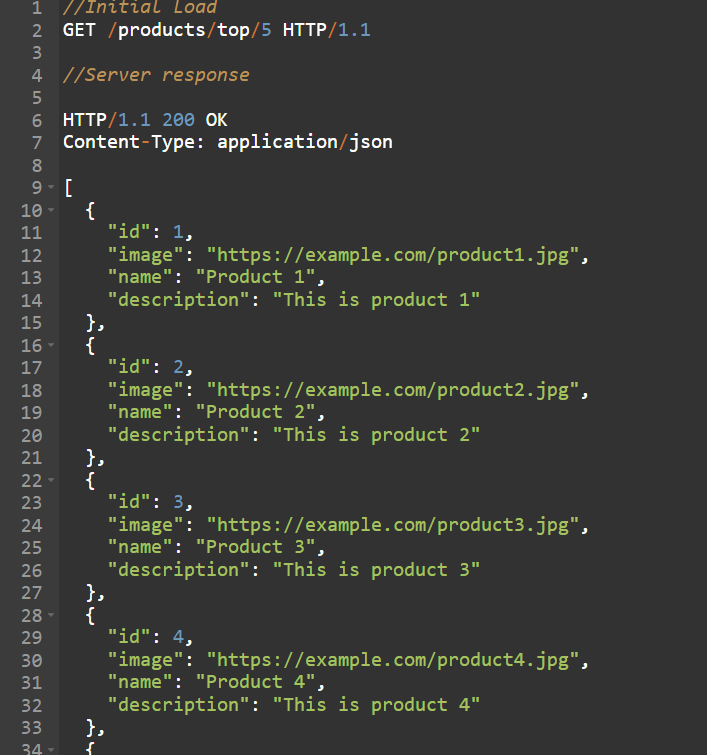 1 //Initial Load
2 GET /products/top/5 HTTP/1.1
3
4 //Server response
5
6 HTTP/1.1 200 OK
7 Content-Type: application/json
8
9 [
10 {
11 "id": 1,
12 "image": "https://example.com/product1.jpg",
13 "name": "Product 1",
14 "description": "This is product 1"
15 },
16 {
17 "id": 2,
18 "image": "https://example.com/product2.jpg",
19 "name": "Product 2",
20 "description": "This is product 2"
21 },
22 {
23 "id": 3,
24 "image": "https://example.com/product3.jpg",
25 "name": "Product 3",
26 "description": "This is product 3"
27 },
28 {
29 "id": 4,
30 "image": "https://example.com/product4.jpg",
31 "name": "Product 4",
32 "description": "This is product 4"
33 },
34 {